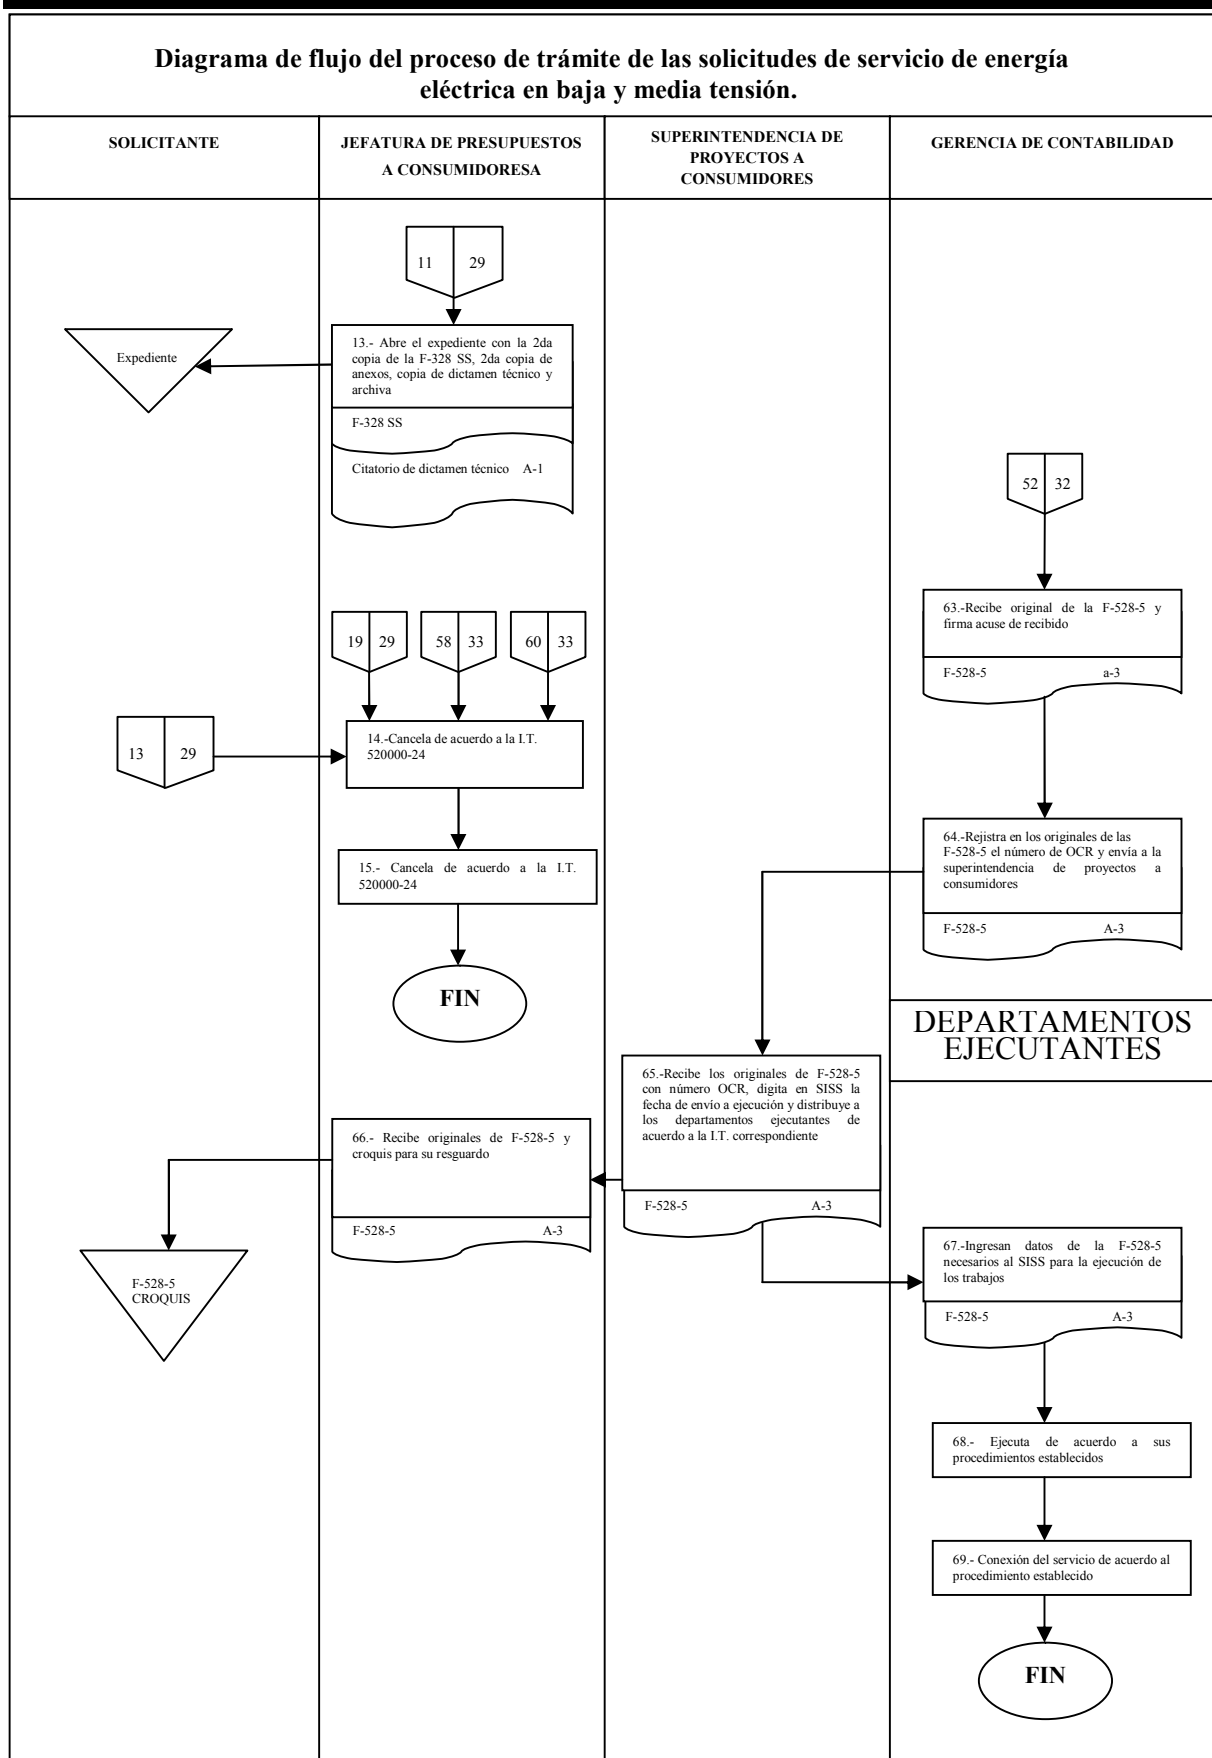 Diagrama de flujo del proceso de trámite de las solicitudes de servicio de energía
eléctrica en baja y media tensión.
SOLICITANTE
JEFATURA DE PRESUPUESTOS
A CONSUMIDORESA
SUPERINTENDENCIA DE
PROYECTOS A
CONSUMIDORES
GERENCIA DE CONTABILIDAD
11 29
Expediente
13.- Abre el expediente con la 2da
copia de la F-328 SS, 2da copia de
anexos, copia de dictamen técnico y
archiva
F-328 SS
Citatorio de dictamen técnico A-1
52 32
63.-Recibe original de la F-528-5 y
firma acuse de recibido
F-528-5 a-3
19 29
58 33
60 33
13 29
14.-Cancela de acuerdo a la I.T.
520000-24
15.- Cancela de acuerdo a la I.T.
520000-24
FIN
64.-Rejistra en los originales de las
F-528-5 el número de OCR y envía a la
superintendencia de proyectos a
consumidores
F-528-5 A-3
DEPARTAMENTOS
EJECUTANTES
65.-Recibe los originales de F-528-5
con número OCR, digita en SISS la
fecha de envío a ejecución y distribuye a
los departamentos ejecutantes de
acuerdo a la I.T. correspondiente
F-528-5 A-3
66.- Recibe originales de F-528-5 y
croquis para su resguardo
F-528-5 A-3
F-528-5
CROQUIS
67.-Ingresan datos de la F-528-5
necesarios al SISS para la ejecución de
los trabajos
F-528-5 A-3
68.- Ejecuta de acuerdo a sus
procedimientos establecidos
69.- Conexión del servicio de acuerdo al
procedimiento establecido
FIN